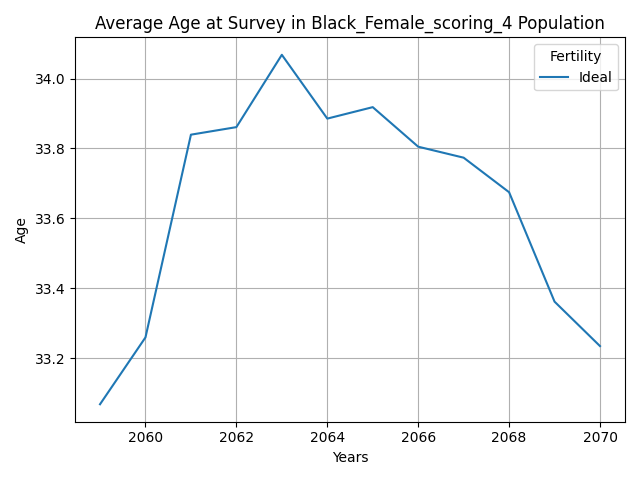 Average Age at Survey in Black_Female_scoring_4 Population
Fertility
Ideal
34.0
33.8
33.6
33.4
33.2
Age
2060 2062 2064 2066 2068 2070
Years